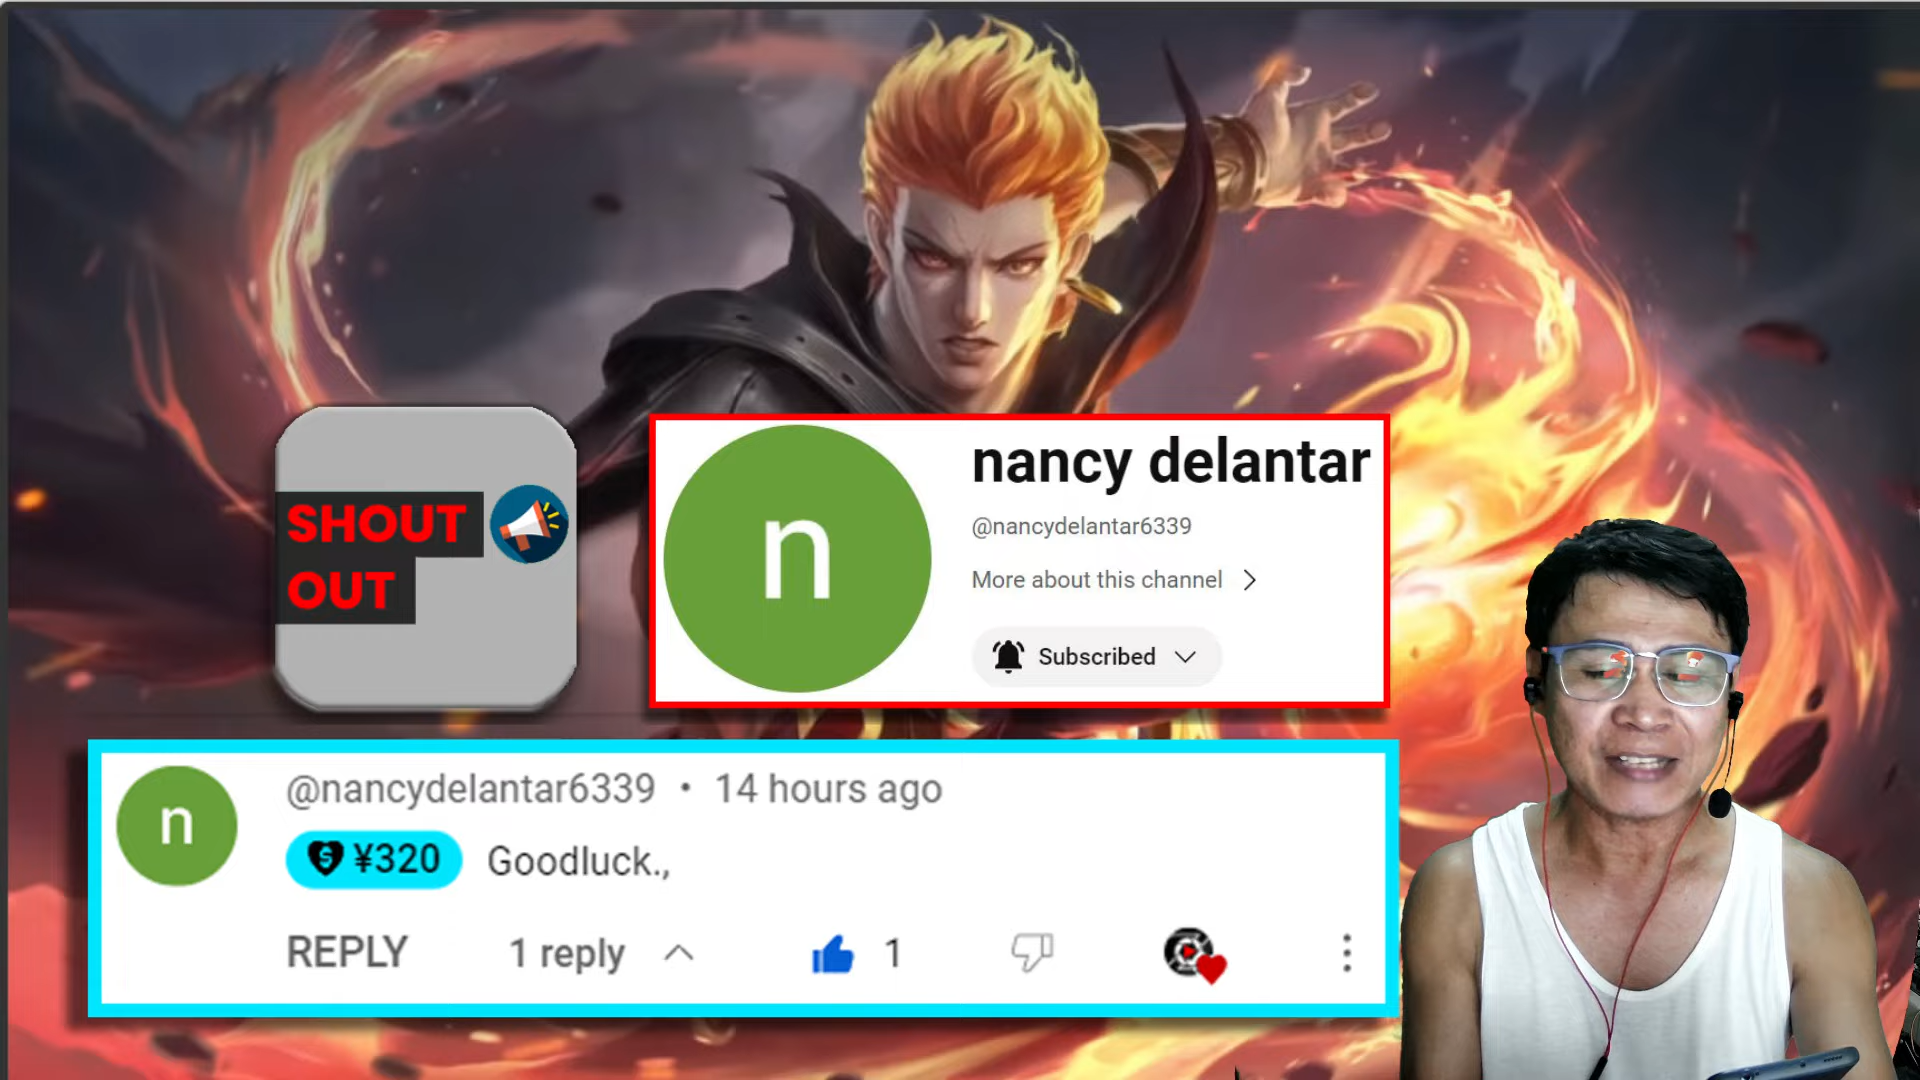 SHOUT
OUT
n
nancy delantar
@nancydelantar6339
More about this channel
Subscribed
n
@nancydelantar6339 • 14 hours ago
¥320 Goodluck.,
REPLY 1 reply 1